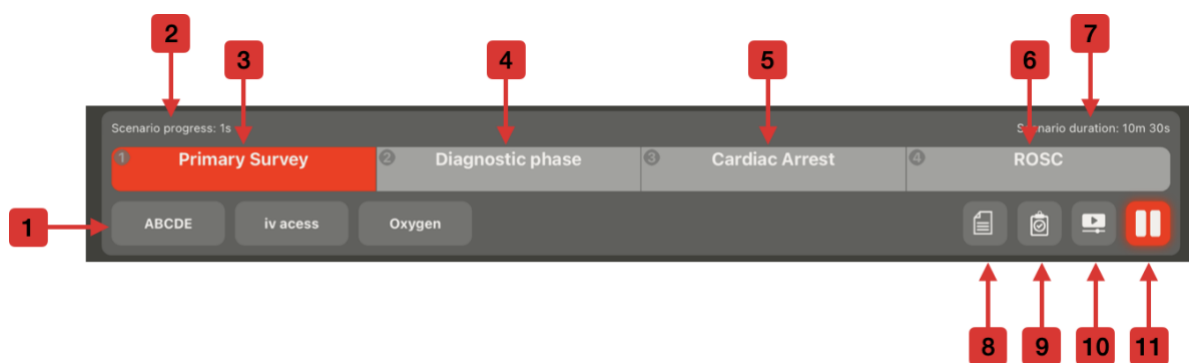 2
7
3
4
5
6
Scenario progress: 1s
Scenario duration: 10m 30s
1 Primary Survey
2 Diagnostic phase
3 Cardiac Arrest
4 ROSC
1
ABCDE
iv acess
Oxygen
8
9
10
11